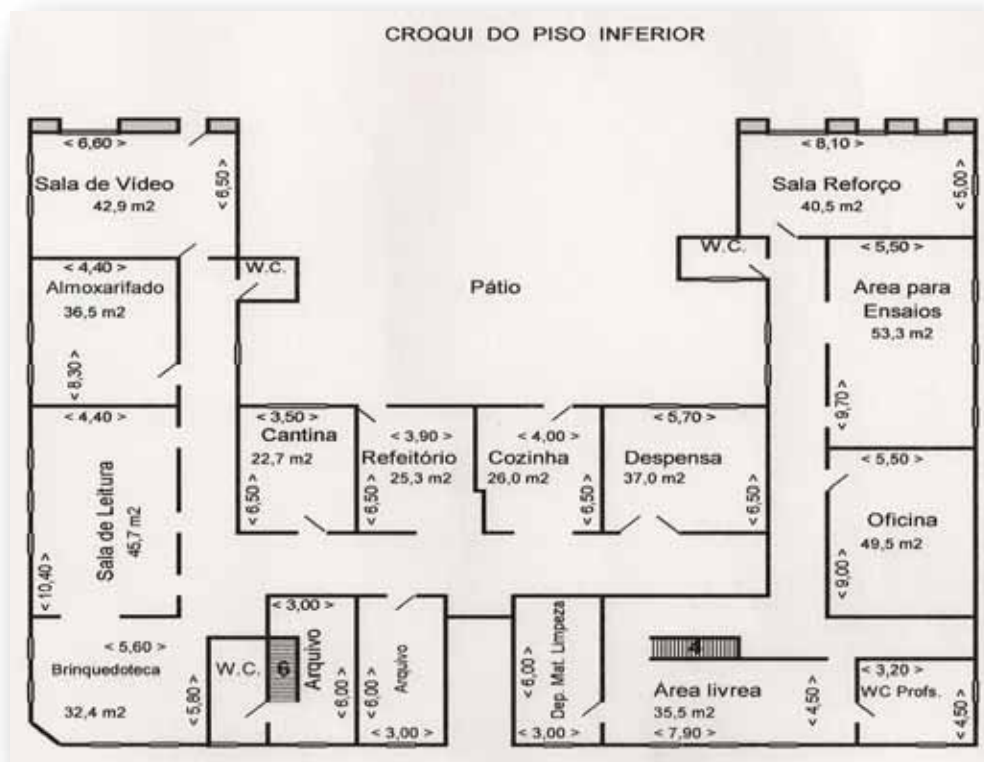 CROQUI DO PISO INFERIOR
< 6,60 >
Sala de Vídeo
42,9 m2
< 6,50 >
< 8,10 >
Sala Reforço
40,5 m2
< 5,00 >
< 4,40 >
Almoxarifado
36,5 m2
< 8,30 >
W.C.
Pátio
W.C.
< 5,50 >
Area para
Ensaios
53,3 m2
< 9,70 >
< 4,40 >
Sala de Leitura
45,7 m2
< 10,40 >
< 3,50 >
Cantina
22,7 m2
< 6,50 >
< 3,90 >
Refeitório
25,3 m2
< 6,50 >
< 4,00 >
Cozinha
26,0 m2
< 6,50 >
< 5,70 >
Despensa
37,0 m2
< 6,50 >
< 5,50 >
Oficina
49,5 m2
< 9,00 >
< 5,60 >
Brinquedoteca
32,4 m2
< 5,80 >
W.C.
6
< 3,00 >
Arquivo
< 6,00 >
< 6,00 >
Arquivo
< 3,00 >
< 6,00 >
Dep. Mat. Limpeza
< 3,00 >
4
Área livrea
35,5 m2
< 7,90 >
< 4,50 >
< 3,20 >
WC Profs.
< 4,50 >